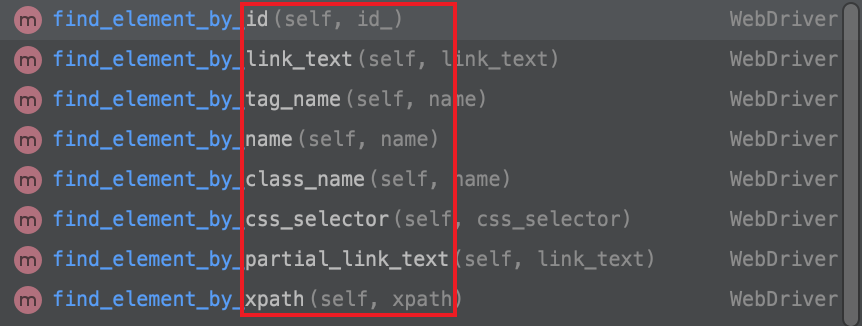 m find_element_by_id(self, id_) WebDriver
m find_element_by_link_text(self, link_text) WebDriver
m find_element_by_tag_name(self, name) WebDriver
m find_element_by_name(self, name) WebDriver
m find_element_by_class_name(self, name) WebDriver
m find_element_by_css_selector(self, css_selector) WebDriver
m find_element_by_partial_link_text(self, link_text) WebDriver
m find_element_by_xpath(self, xpath) WebDriver